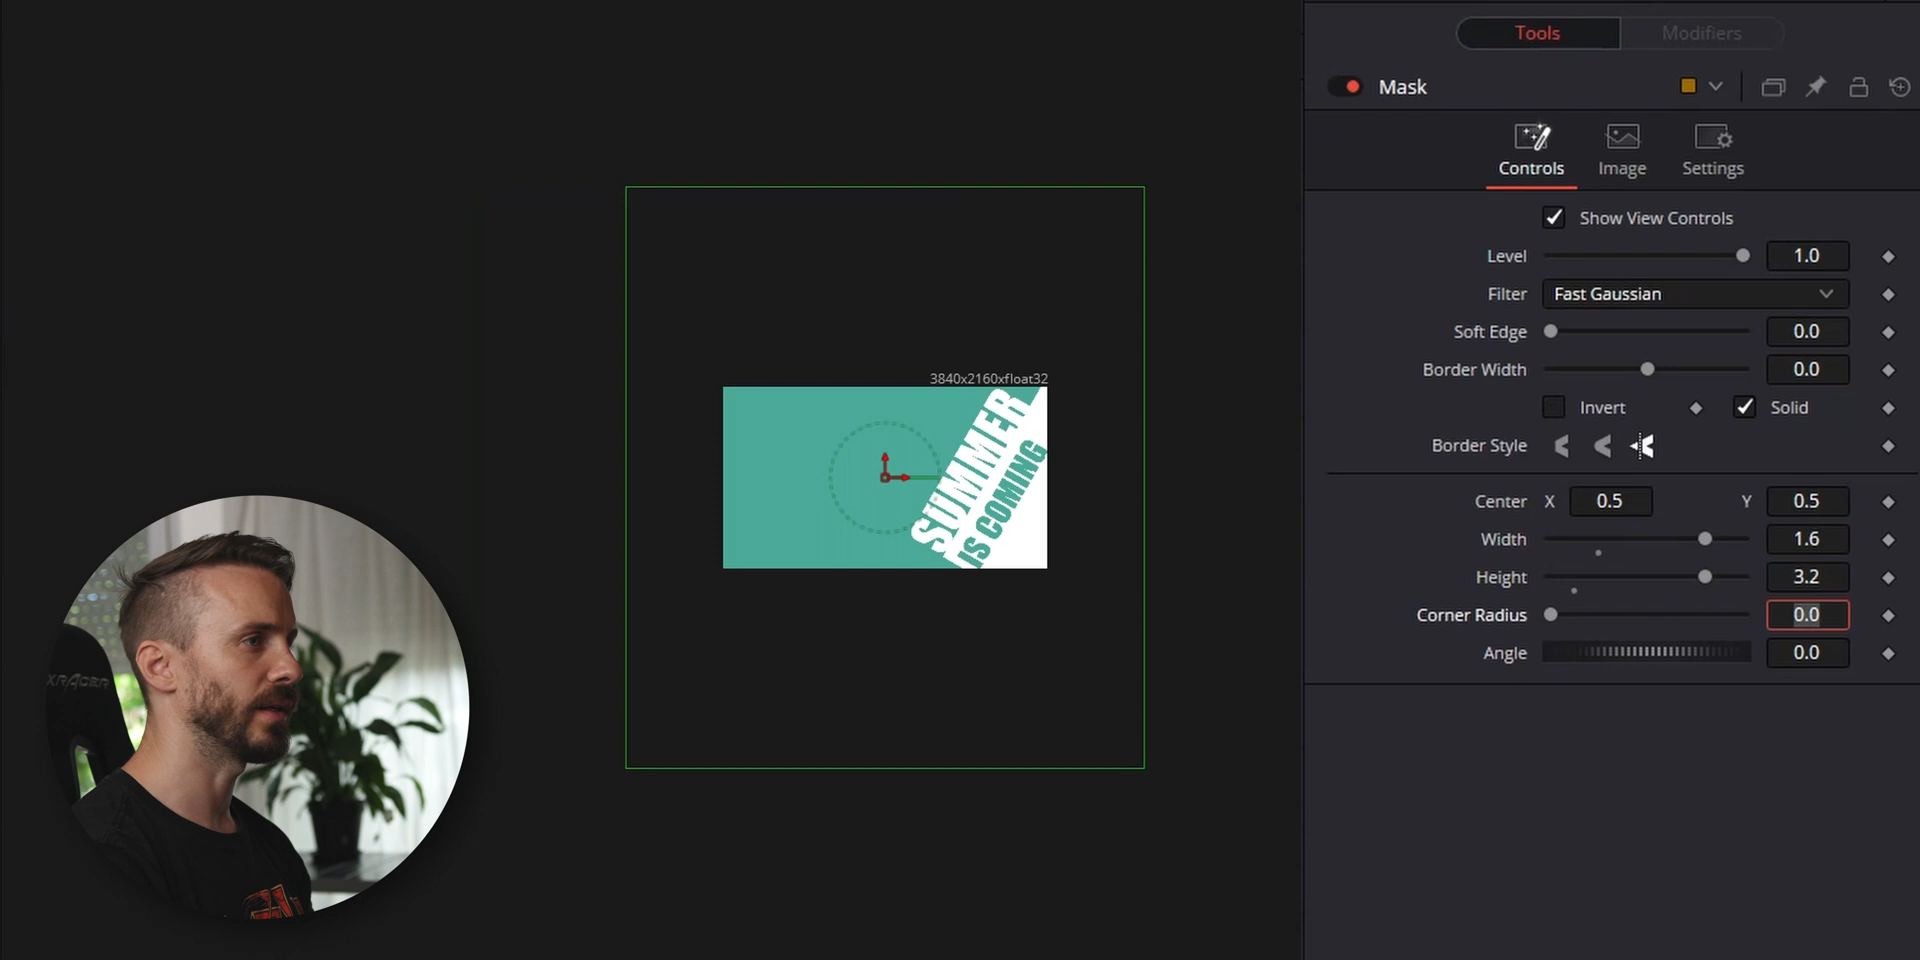 Tools Modifiers
Mask
Controls Image Settings
Show View Controls
Level 1.0
Filter Fast Gaussian
Soft Edge 0.0
Border Width 0.0
Invert Solid
Border Style
Center X 0.5 Y 0.5
Width 1.6
Height 3.2
Corner Radius 0.0
Angle 0.0
3840x2160xfloat32
SUMMER
IS COMING
XRACER